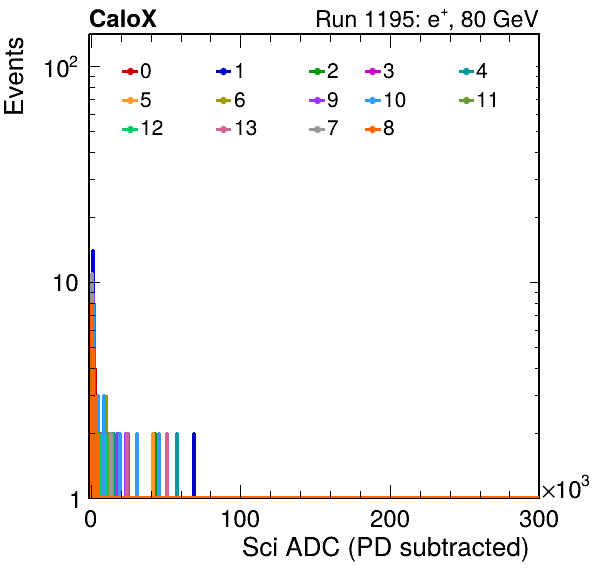 CaloX Run 1195: e⁺, 80 GeV
Events
10²
10
1
0 1 2 3 4
5 6 9 10 11
12 13 7 8
0 100 200 300
×10³
Sci ADC (PD subtracted)